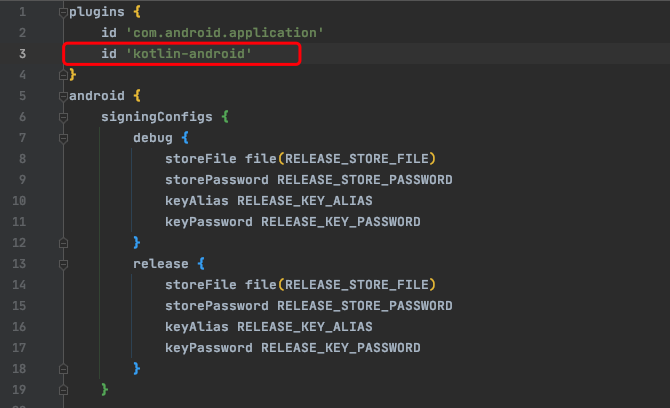 1 plugins {
2 id 'com.android.application'
3 id 'kotlin-android'
4 }
5 android {
6 signingConfigs {
7 debug {
8 storeFile file(RELEASE_STORE_FILE)
9 storePassword RELEASE_STORE_PASSWORD
10 keyAlias RELEASE_KEY_ALIAS
11 keyPassword RELEASE_KEY_PASSWORD
12 }
13 release {
14 storeFile file(RELEASE_STORE_FILE)
15 storePassword RELEASE_STORE_PASSWORD
16 keyAlias RELEASE_KEY_ALIAS
17 keyPassword RELEASE_KEY_PASSWORD
18 }
19 }